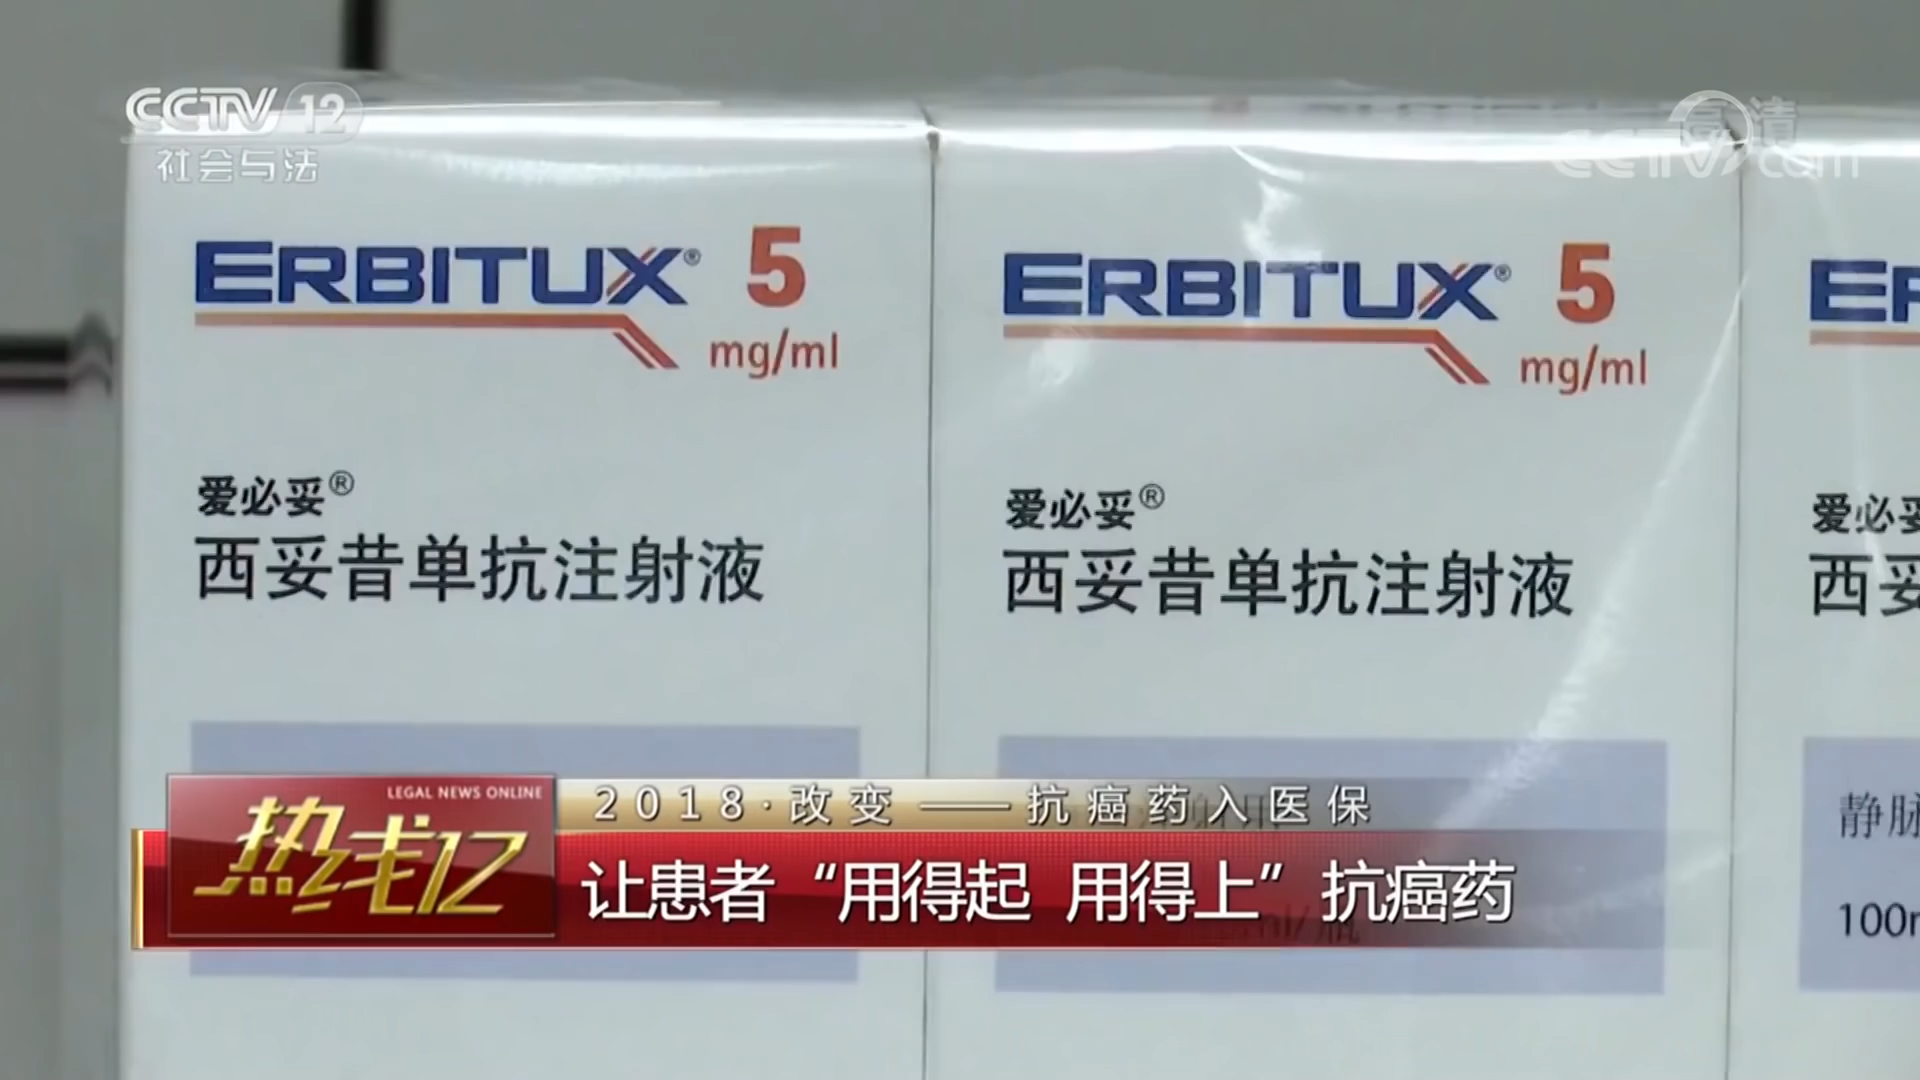 CCTV 12
社会与法
高清
CCTV.com
ERBITUX® 5
mg/ml
爱必妥®
西妥昔单抗注射液
ERBITUX® 5
mg/ml
爱必妥®
西妥昔单抗注射液
爱必妥
西妥
静脉
LEGAL NEWS ONLINE
热线12
2018·改变——抗癌药入医保
让患者“用得起 用得上”抗癌药